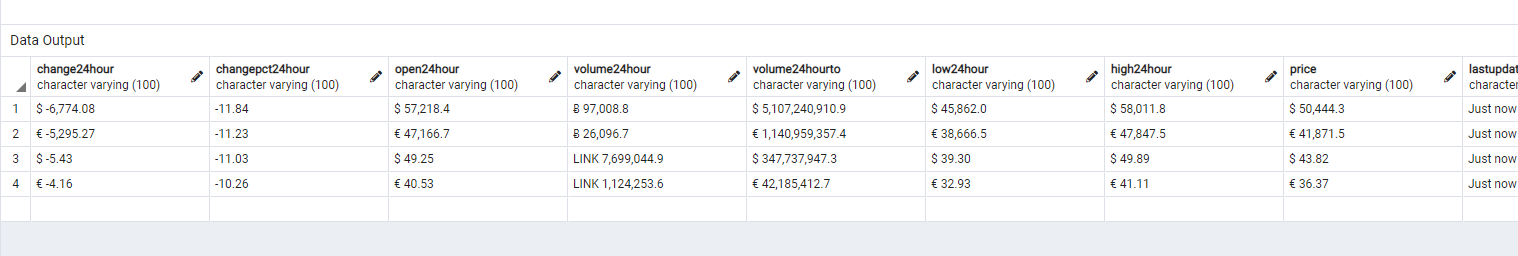 Data Output
change24hour changepct24hour open24hour volume24hour volume24hourto low24hour high24hour price lastupdat
character varying (100) character varying (100) character varying (100) character varying (100) character varying (100) character varying (100) character varying (100) character varying (100) character
1 $ -6,774.08 -11.84 $ 57,218.4 Ƀ 97,008.8 $ 5,107,240,910.9 $ 45,862.0 $ 58,011.8 $ 50,444.3 Just now
2 € -5,295.27 -11.23 € 47,166.7 Ƀ 26,096.7 € 1,140,959,357.4 € 38,666.5 € 47,847.5 € 41,871.5 Just now
3 $ -5.43 -11.03 $ 49.25 LINK 7,699,044.9 $ 347,737,947.3 $ 39.30 $ 49.89 $ 43.82 Just now
4 € -4.16 -10.26 € 40.53 LINK 1,124,253.6 € 42,185,412.7 € 32.93 € 41.11 € 36.37 Just now